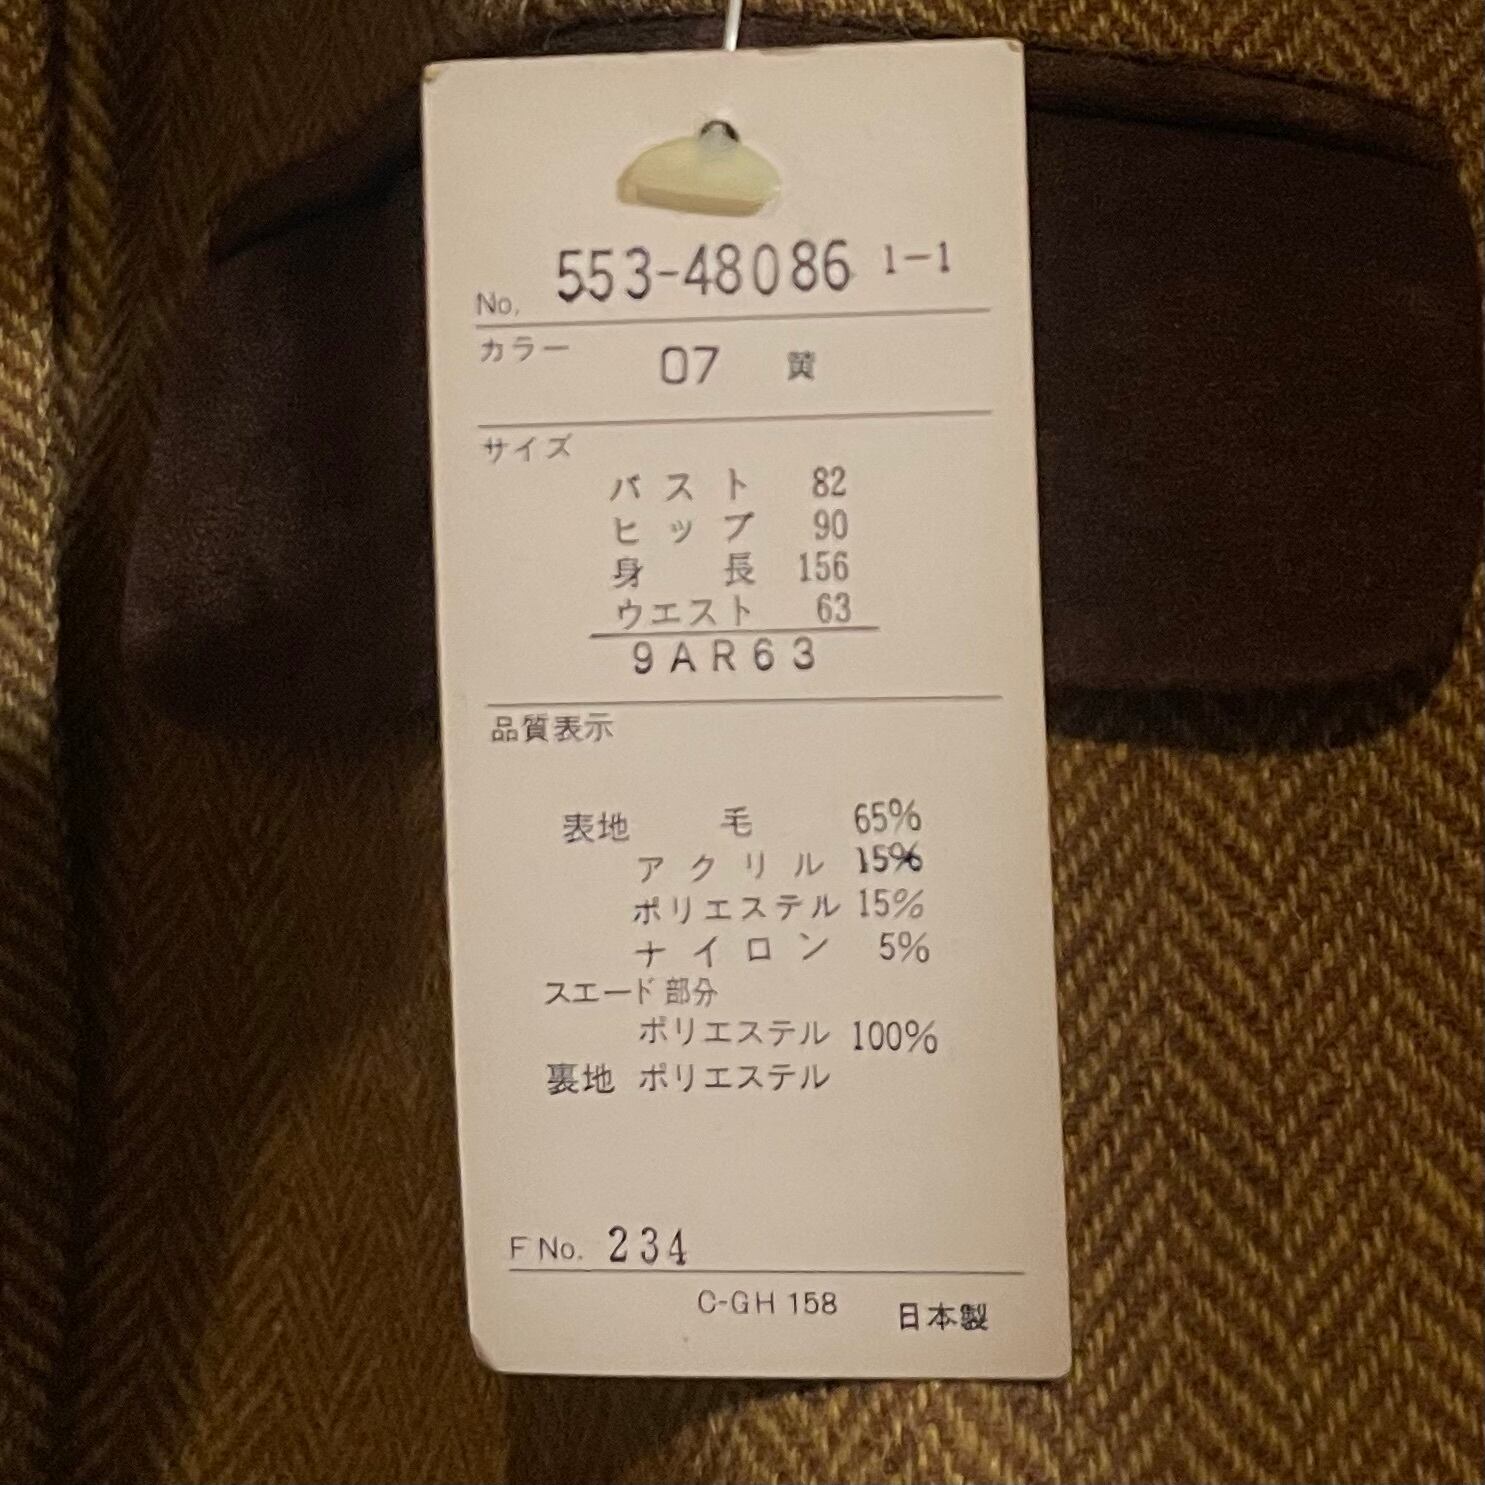 No. 553-48086 1-1
カラー 07 黄
サイズ
バスト 82
ヒップ 90
身長 156
ウエスト 63
9AR63
品質表示
表地 毛 65%
アクリル 15%
ポリエステル 15%
ナイロン 5%
スエード部分
ポリエステル 100%
裏地 ポリエステル
F No. 234
C-GH 158 日本製